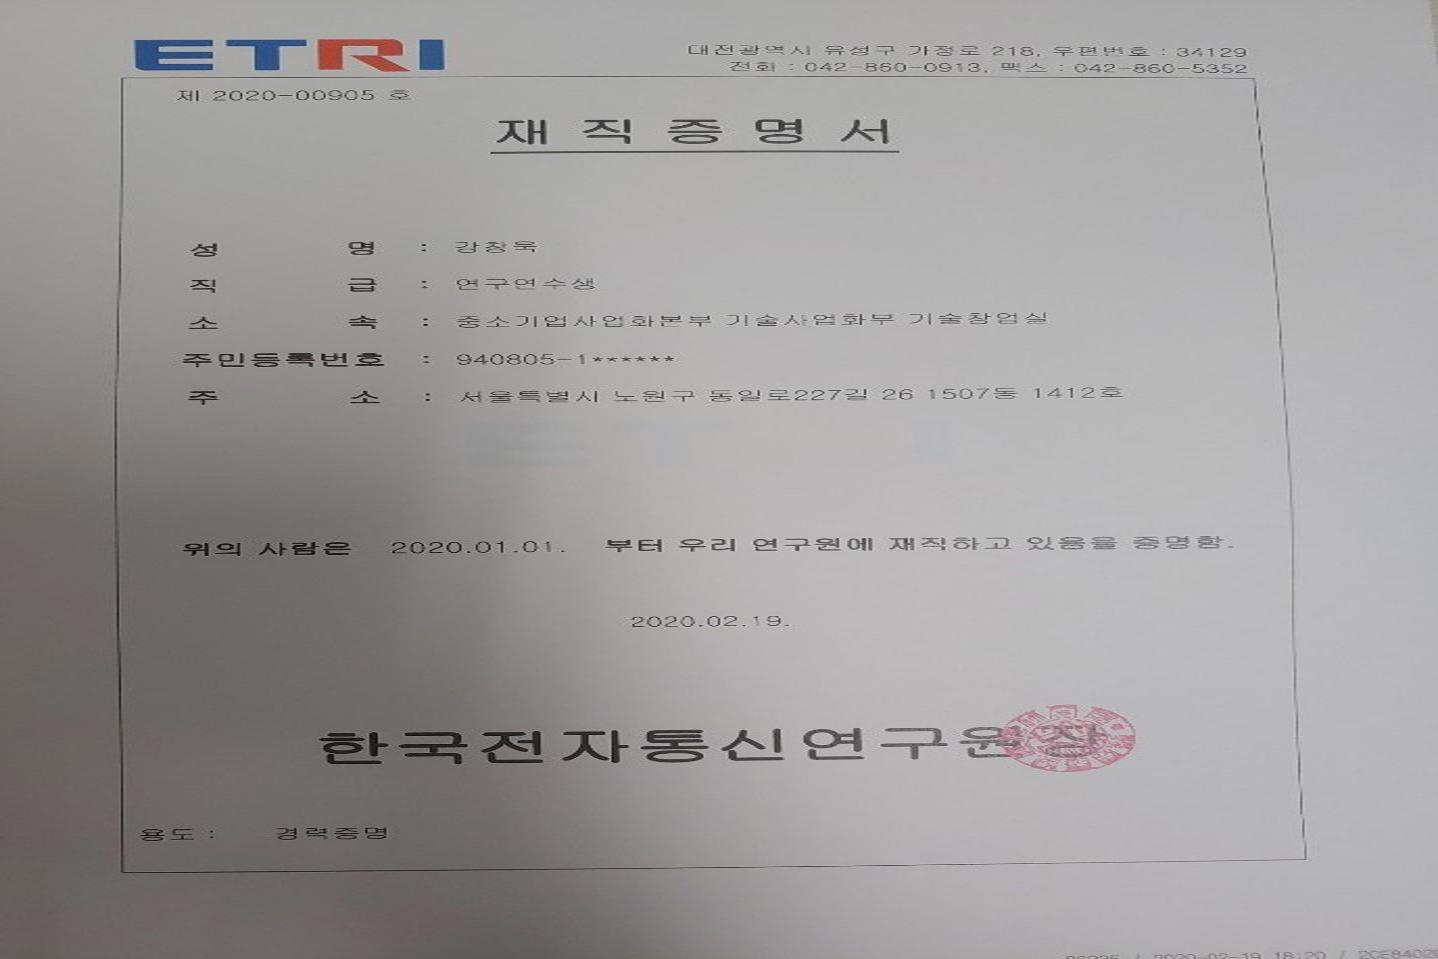 ETRI
대전광역시 유성구 가정로 218, 우편번호 : 34129
전화 : 042-860-0913, 팩스 : 042-860-5352
제 2020-00905 호
재 직 증 명 서
성 명 : 강창욱
직 급 : 연구연수생
소 속 : 중소기업사업화본부 기술사업화부 기술창업실
주민등록번호 : 940805-1******
주 소 : 서울특별시 노원구 동일로227길 26 1507동 1412호
위의 사람은 2020.01.01. 부터 우리 연구원에 재직하고 있음을 증명함.
2020.02.19.
한국전자통신연구원장
용도 : 경력증명
/ 2020-02-19 18:20 /